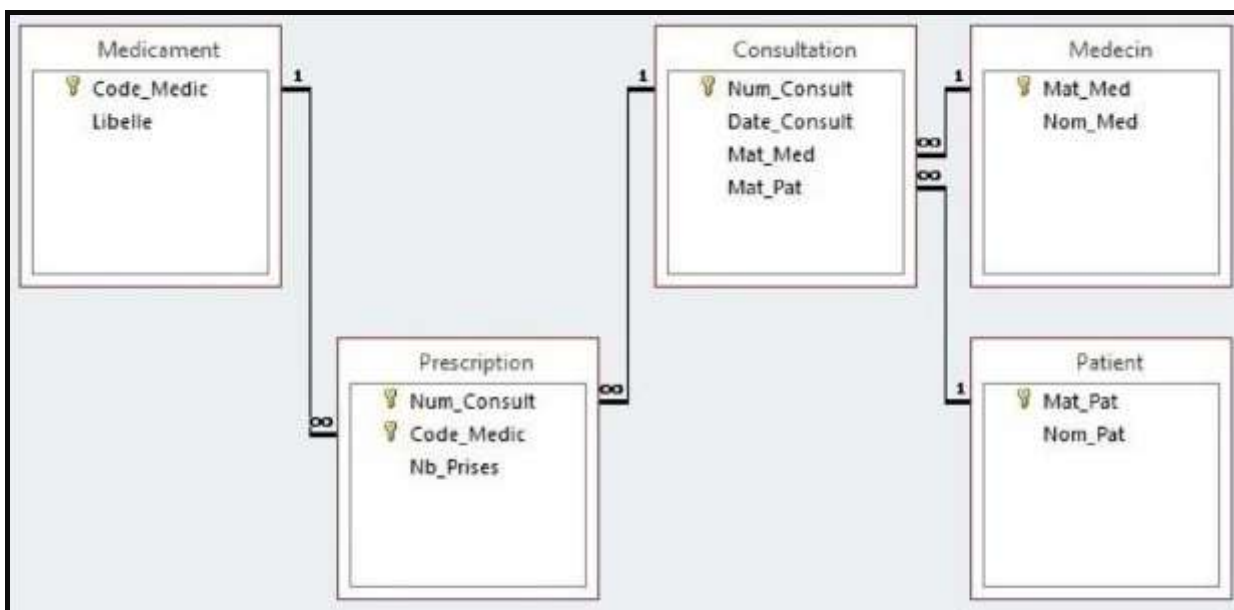 Medicament
Code_Medic
Libelle
1
∞
Consultation
Num_Consult
Date_Consult
Mat_Med
Mat_Pat
1
∞
∞
Medecin
Mat_Med
Nom_Med
1
Prescription
Num_Consult
Code_Medic
Nb_Prises
∞
Patient
Mat_Pat
Nom_Pat
1